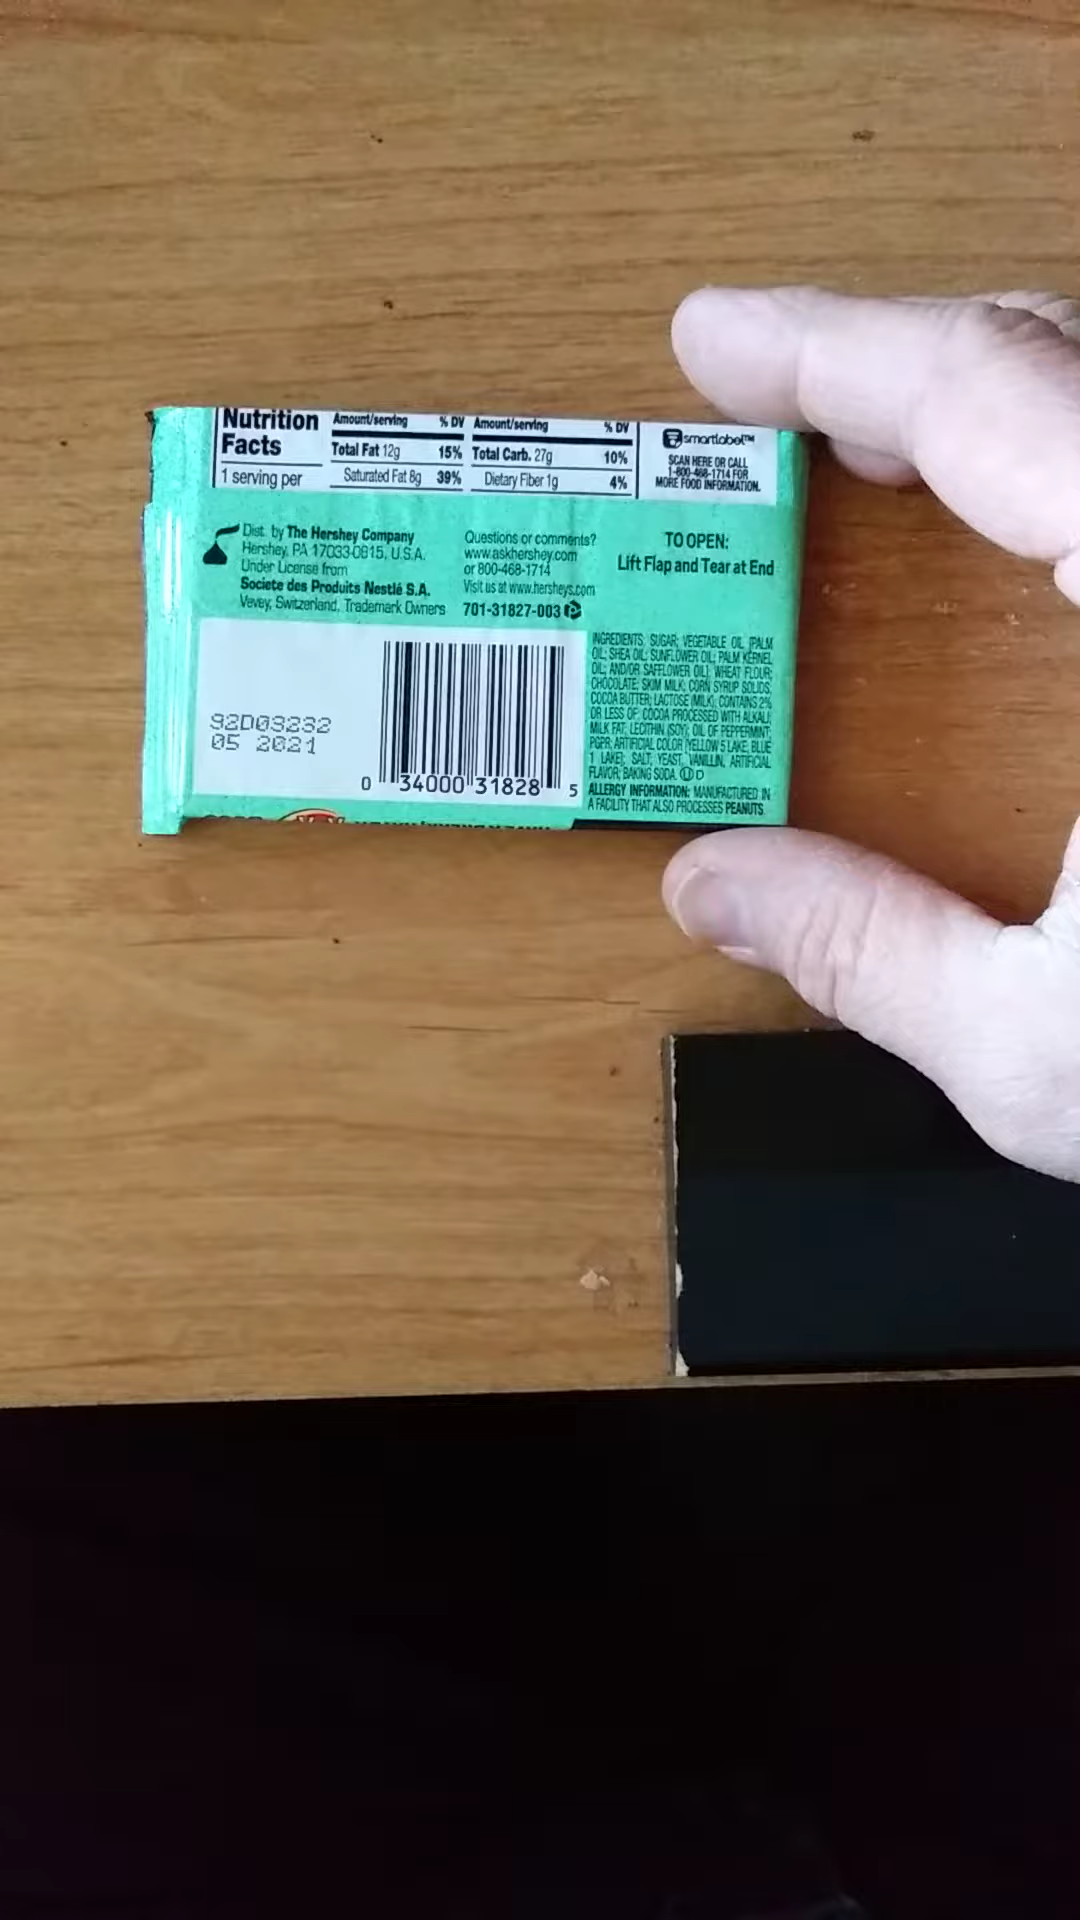 Nutrition
Facts
1 serving per
Amount/serving % DV
Total Fat 12g 15%
Saturated Fat 8g 39%
Amount/serving % DV
Total Carb. 27g 10%
Dietary Fiber 1g 4%
smartlabel™
SCAN HERE OR CALL
1-800-468-1714 FOR
MORE FOOD INFORMATION.
Dist. by The Hershey Company
Hershey, PA 17033-0815, U.S.A.
Under License from
Societe des Produits Nestlé S.A.
Vevey, Switzerland, Trademark Owners
Questions or comments?
www.askhershey.com
or 800-468-1714
Visit us at www.hersheys.com
701-31827-003
TO OPEN:
Lift Flap and Tear at End
92D09232
05 2021
0 34000 31828 5
INGREDIENTS: SUGAR; VEGETABLE OIL [PALM
OIL; SHEA OIL; SUNFLOWER OIL; PALM KERNEL
OIL; AND/OR SAFFLOWER OIL]; WHEAT FLOUR;
CHOCOLATE; SKIM MILK; CORN SYRUP SOLIDS;
COCOA BUTTER; LACTOSE (MILK); CONTAINS 2%
OR LESS OF: COCOA PROCESSED WITH ALKALI;
MILK FAT; LECITHIN (SOY); OIL OF PEPPERMINT;
PGPR; ARTIFICIAL COLOR (YELLOW 5 LAKE, BLUE
1 LAKE); SALT; YEAST; VANILLIN, ARTIFICIAL
FLAVOR; BAKING SODA. Ⓤ D
ALLERGY INFORMATION: MANUFACTURED IN
A FACILITY THAT ALSO PROCESSES PEANUTS.